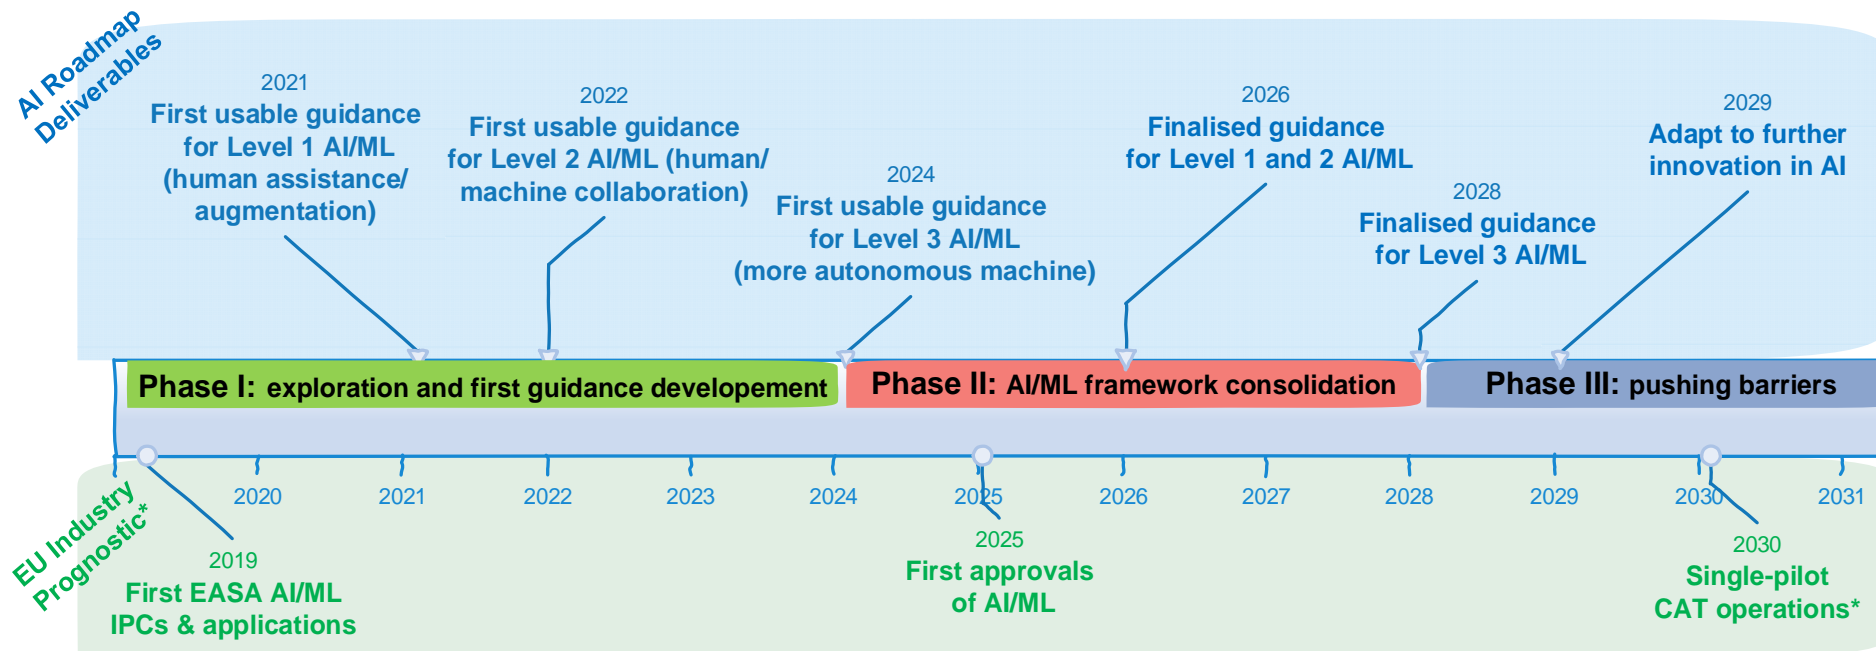 AI Roadmap
Deliverables
2021
First usable guidance
for Level 1 AI/ML
(human assistance/
augmentation)
2022
First usable guidance
for Level 2 AI/ML (human/
machine collaboration)
2024
First usable guidance
for Level 3 AI/ML
(more autonomous machine)
2026
Finalised guidance
for Level 1 and 2 AI/ML
2028
Finalised guidance
for Level 3 AI/ML
2029
Adapt to further
innovation in AI
Phase I: exploration and first guidance developement
Phase II: AI/ML framework consolidation
Phase III: pushing barriers
2020 2021 2022 2023 2024 2025 2026 2027 2028 2029 2030 2031
EU Industry
Prognostic*
2019
First EASA AI/ML
IPCs & applications
2025
First approvals
of AI/ML
2030
Single-pilot
CAT operations*